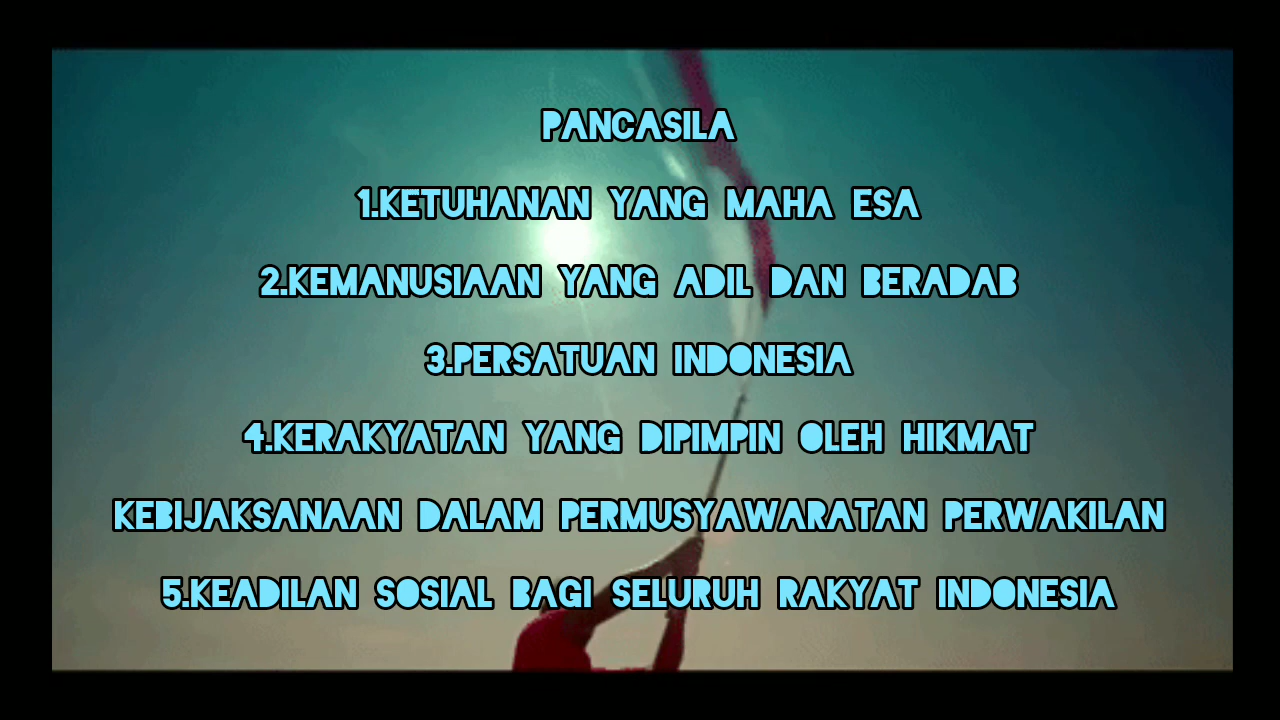 PANCASILA
1.KETUHANAN YANG MAHA ESA
2.KEMANUSIAAN YANG ADIL DAN BERADAB
3.PERSATUAN INDONESIA
4.KERAKYATAN YANG DIPIMPIN OLEH HIKMAT
KEBIJAKSANAAN DALAM PERMUSYAWARATAN PERWAKILAN
5.KEADILAN SOSIAL BAGI SELURUH RAKYAT INDONESIA